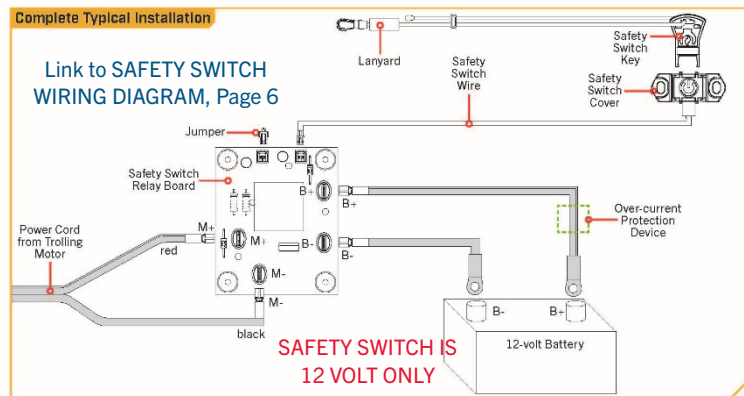 Complete Typical Installation
Link to SAFETY SWITCH
WIRING DIAGRAM, Page 6
Lanyard
Safety
Switch
Wire
Safety
Switch
Key
Safety
Switch
Cover
Jumper
Safety Switch
Relay Board
B+
B+
Over-current
Protection
Device
Power Cord
from Trolling
Motor
M+
red
M+
B-
B-
M-
M-
black
B-
B+
12-volt Battery
SAFETY SWITCH IS
12 VOLT ONLY